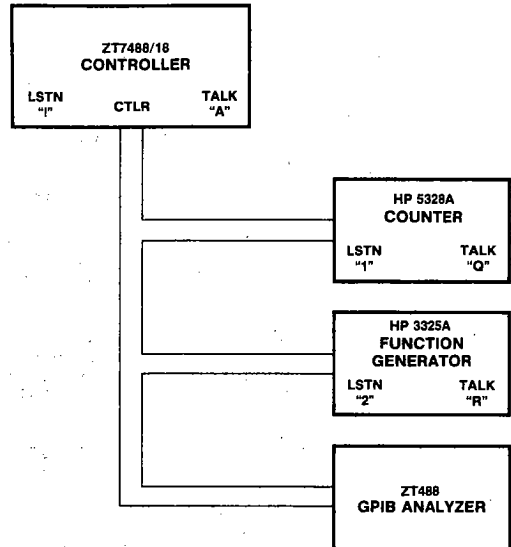 ZT7488/18
CONTROLLER
LSTN CTLR TALK
"!" "A"
HP 5328A
COUNTER
LSTN TALK
"1" "Q"
HP 3325A
FUNCTION
GENERATOR
LSTN TALK
"2" "R"
ZT488
GPIB ANALYZER